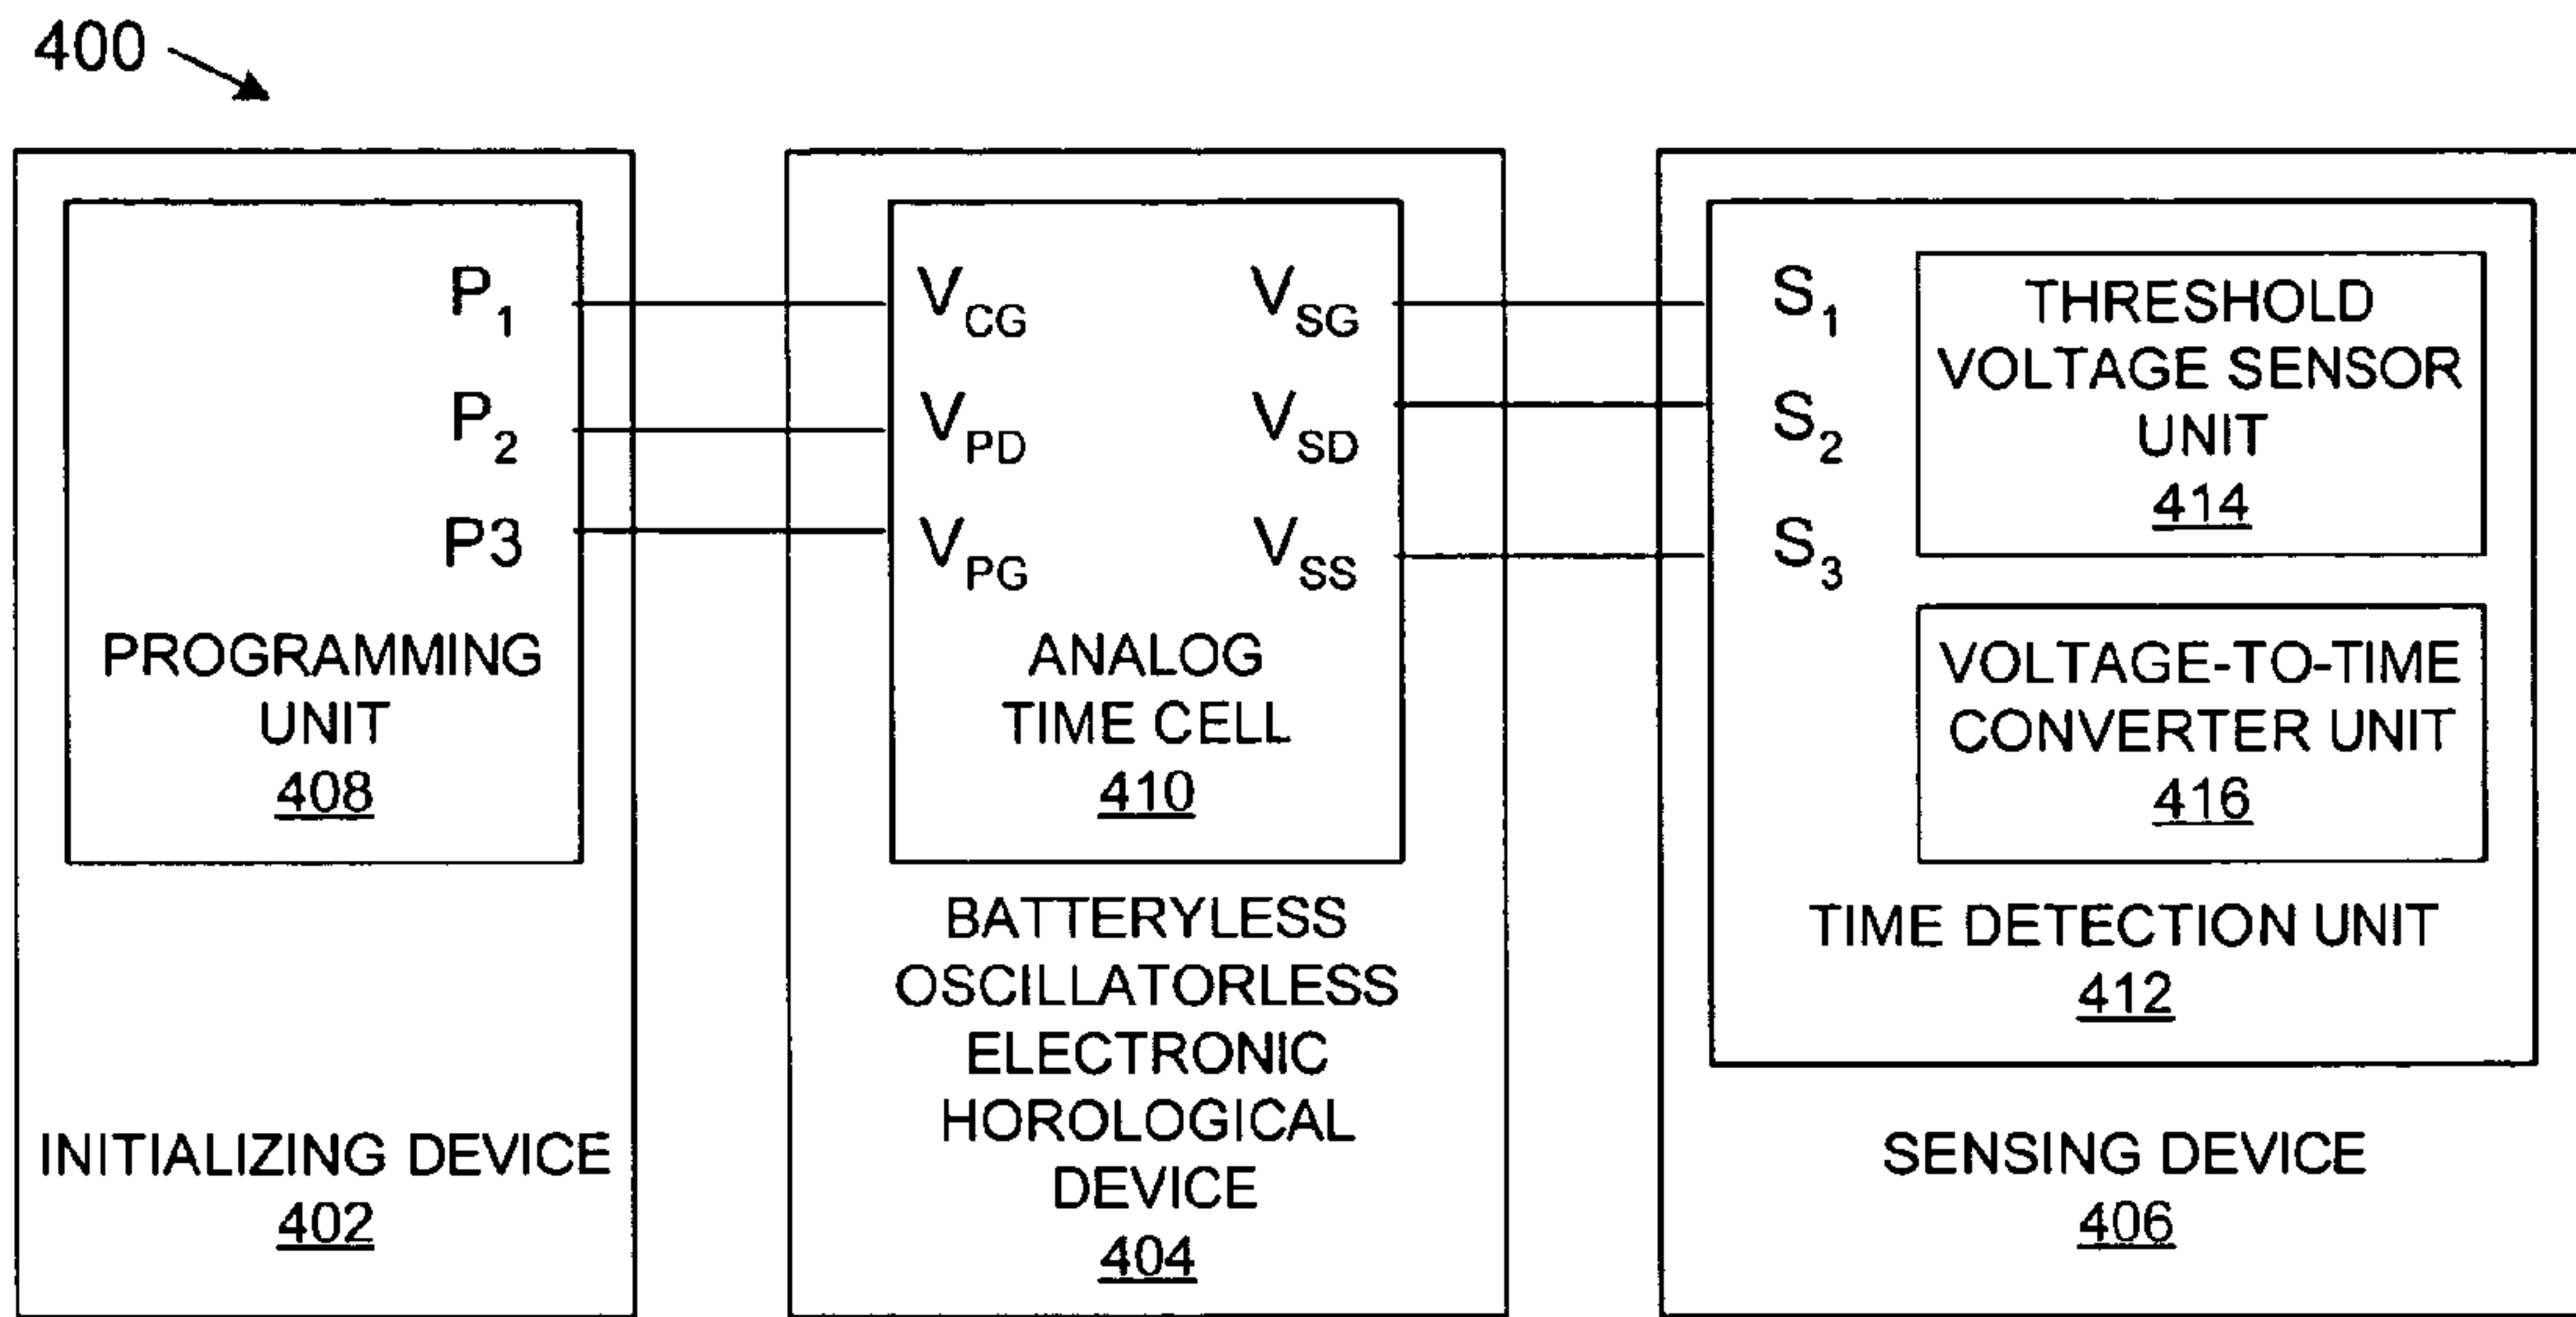 400
P1
P2
P3
PROGRAMMING
UNIT
408
INITIALIZING DEVICE
402
VCG
VPD
VPG
VSG
VSD
VSS
ANALOG
TIME CELL
410
BATTERYLESS
OSCILLATORLESS
ELECTRONIC
HOROLOGICAL
DEVICE
404
S1
S2
S3
THRESHOLD
VOLTAGE SENSOR
UNIT
414
VOLTAGE-TO-TIME
CONVERTER UNIT
416
TIME DETECTION UNIT
412
SENSING DEVICE
406